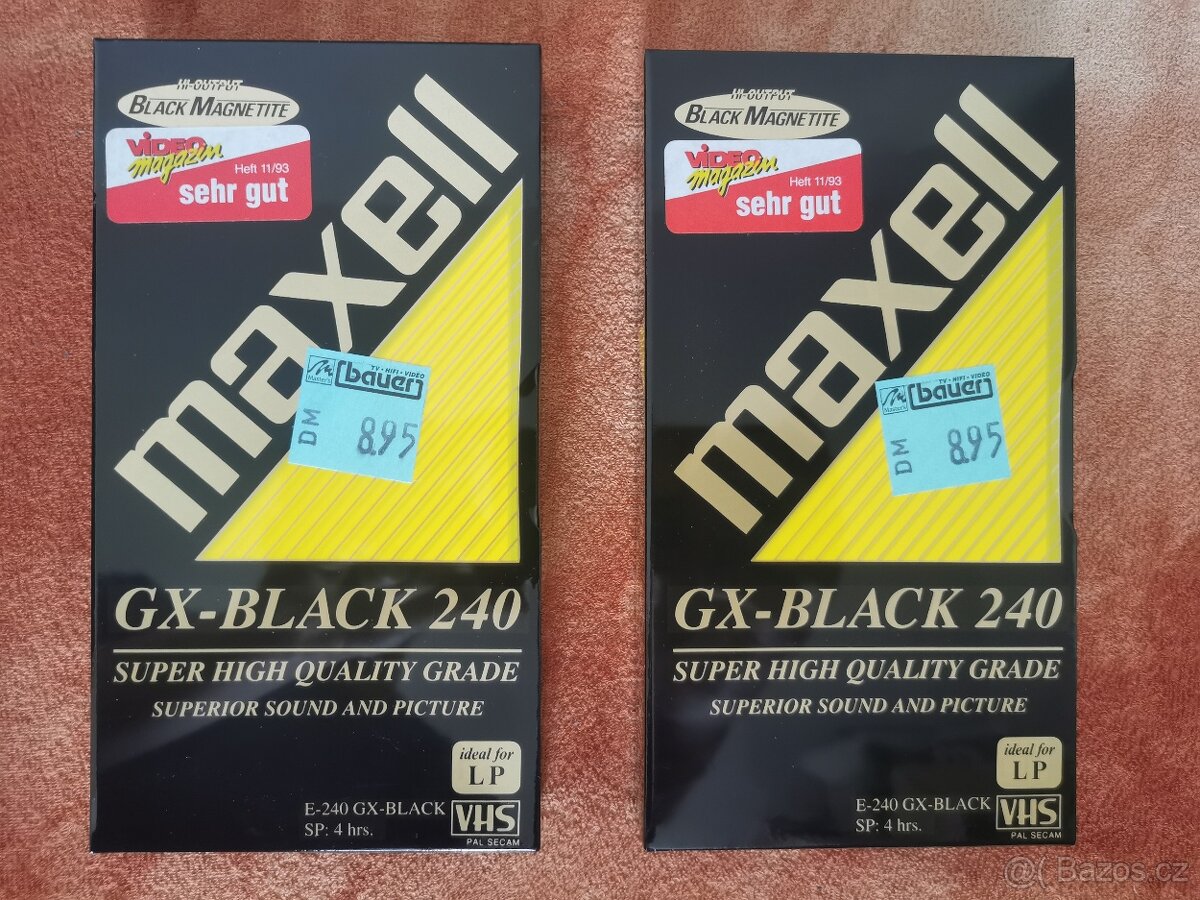 HI-OUTPUT
BLACK MAGNETITE
VIDEO
magazin
Heft 11/93
sehr gut
maxell
Master's
TV • HIFI • VIDEO
bauer
DM 8.95
GX-BLACK 240
SUPER HIGH QUALITY GRADE
SUPERIOR SOUND AND PICTURE
ideal for
LP
E-240 GX-BLACK
SP: 4 hrs.
VHS
PAL SECAM
HI-OUTPUT
BLACK MAGNETITE
VIDEO
magazin
Heft 11/93
sehr gut
maxell
Master's
TV • HIFI • VIDEO
bauer
DM 8.95
GX-BLACK 240
SUPER HIGH QUALITY GRADE
SUPERIOR SOUND AND PICTURE
ideal for
LP
E-240 GX-BLACK
SP: 4 hrs.
VHS
PAL SECAM
@( Bazos.cz